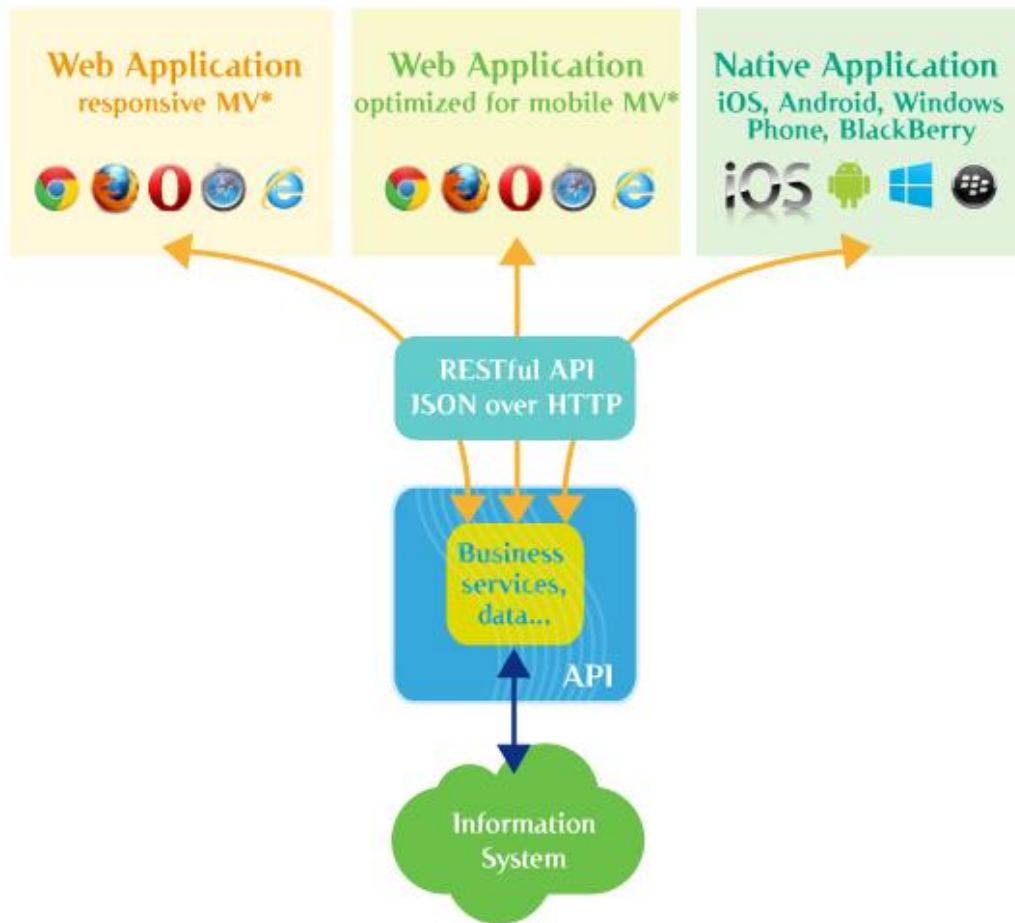 Web Application
responsive MV*
Web Application
optimized for mobile MV*
Native Application
iOS, Android, Windows
Phone, BlackBerry
iOS
RESTful API
JSON over HTTP
Business
services,
data...
API
Information
System